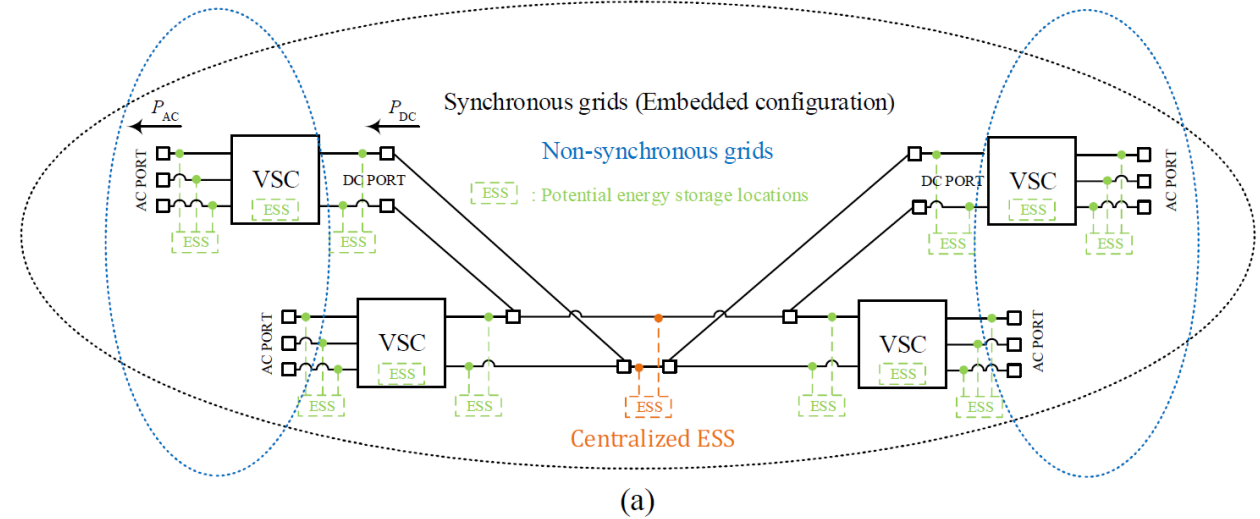 P_AC
P_DC
Synchronous grids (Embedded configuration)
Non-synchronous grids
ESS : Potential energy storage locations
AC PORT
VSC
ESS
DC PORT
ESS
ESS
DC PORT
VSC
ESS
AC PORT
ESS
ESS
AC PORT
VSC
ESS
ESS
ESS
ESS
Centralized ESS
VSC
ESS
AC PORT
ESS
ESS
(a)